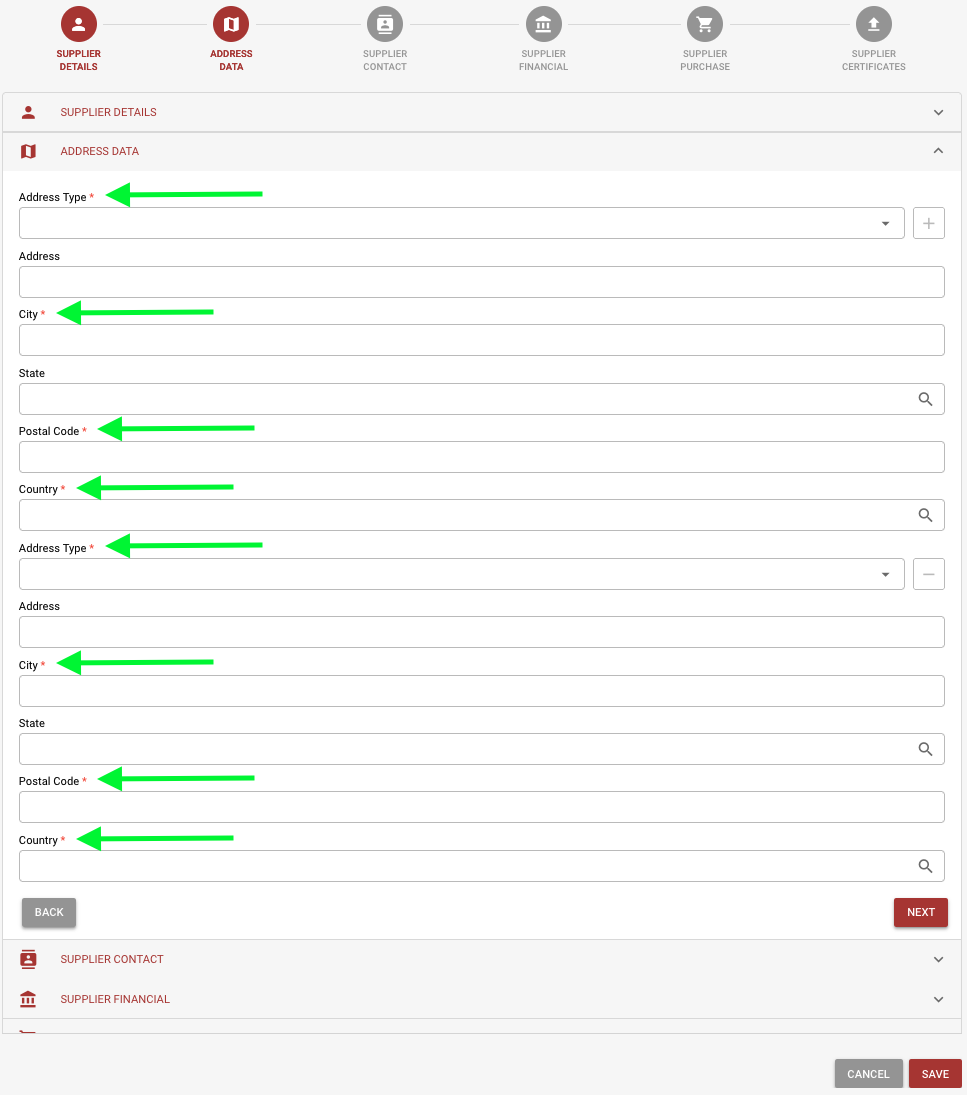 SUPPLIER DETAILS
ADDRESS DATA
SUPPLIER CONTACT
SUPPLIER FINANCIAL
SUPPLIER PURCHASE
SUPPLIER CERTIFICATES
SUPPLIER DETAILS
ADDRESS DATA
Address Type *
Address
City *
State
Postal Code *
Country *
Address Type *
Address
City *
State
Postal Code *
Country *
BACK NEXT
SUPPLIER CONTACT
SUPPLIER FINANCIAL
CANCEL SAVE